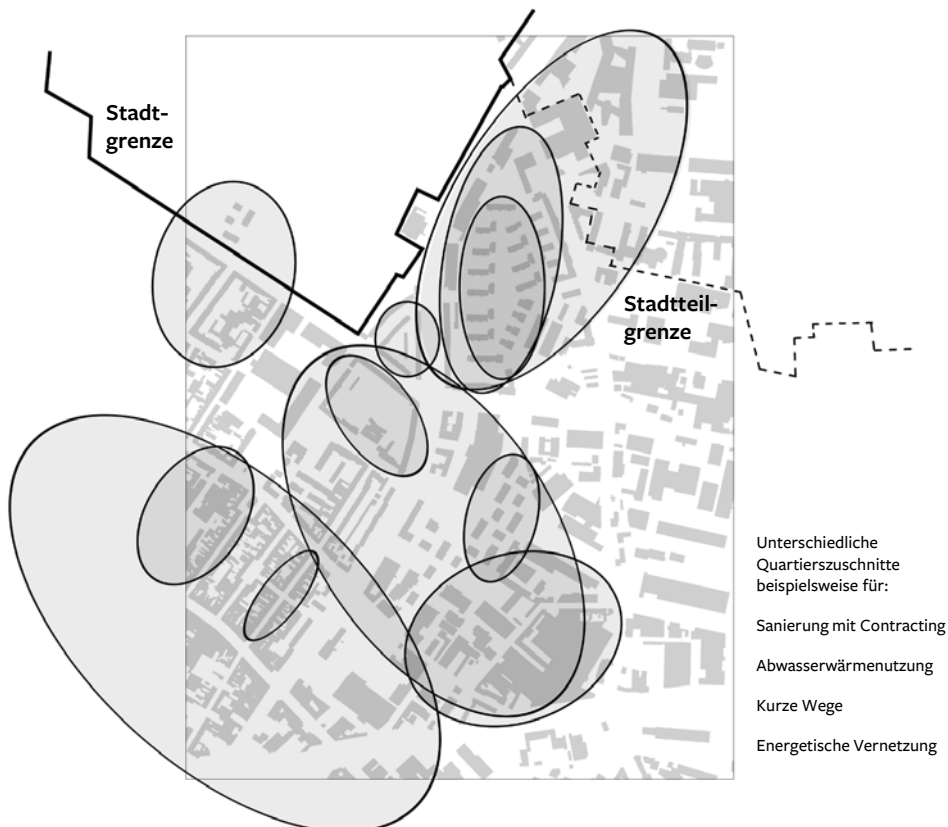 Stadt-
grenze
Stadtteil-
grenze
Unterschiedliche
Quartierszuschnitte
beispielsweise für:
Sanierung mit Contracting
Abwasserwärmenutzung
Kurze Wege
Energetische Vernetzung